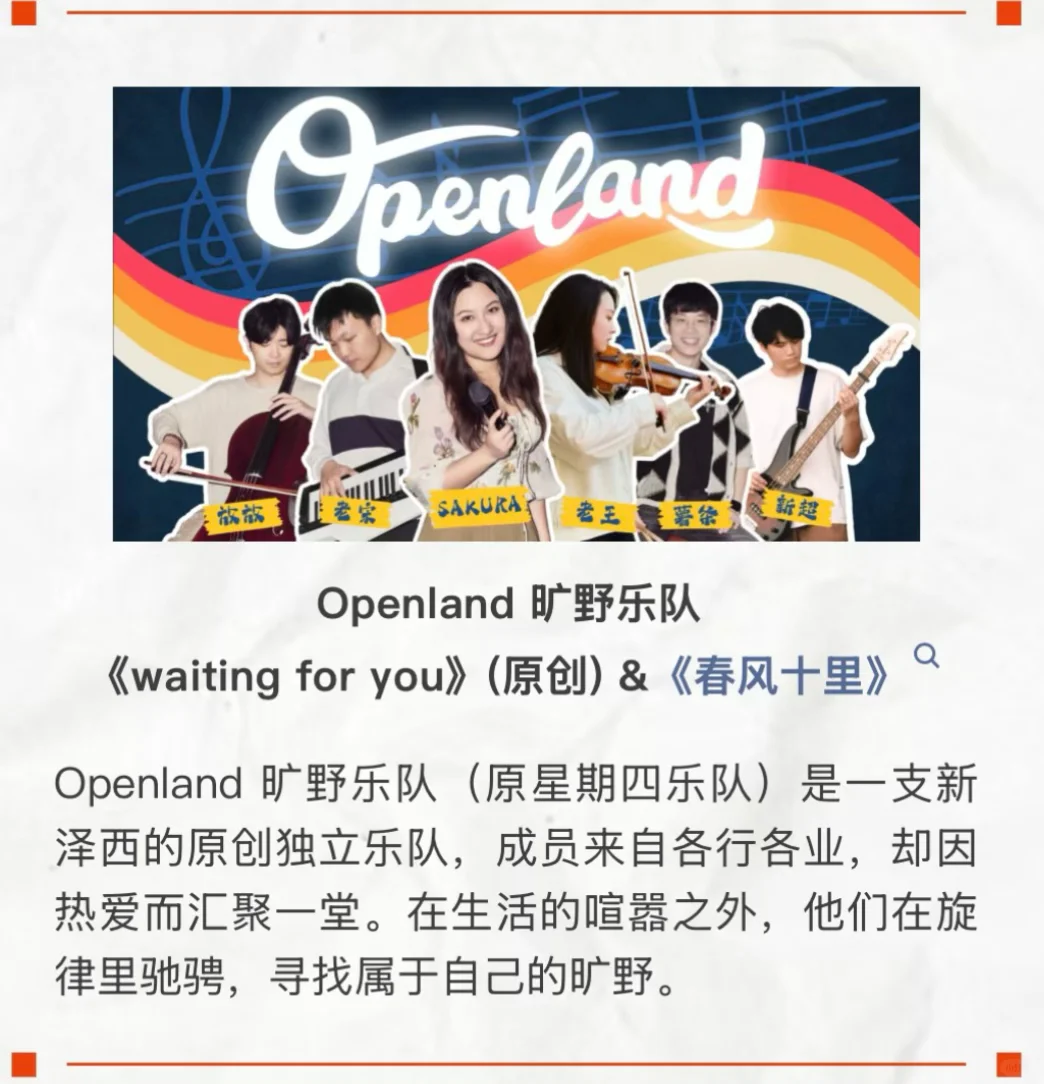 Openland
放放
老宋
SAKURA
老王
薯条
新超
Openland 旷野乐队
《waiting for you》(原创) & 《春风十里》
Openland 旷野乐队（原星期四乐队）是一支新
泽西的原创独立乐队，成员来自各行各业，却因
热爱而汇聚一堂。在生活的喧嚣之外，他们在旋
律里驰骋，寻找属于自己的旷野。